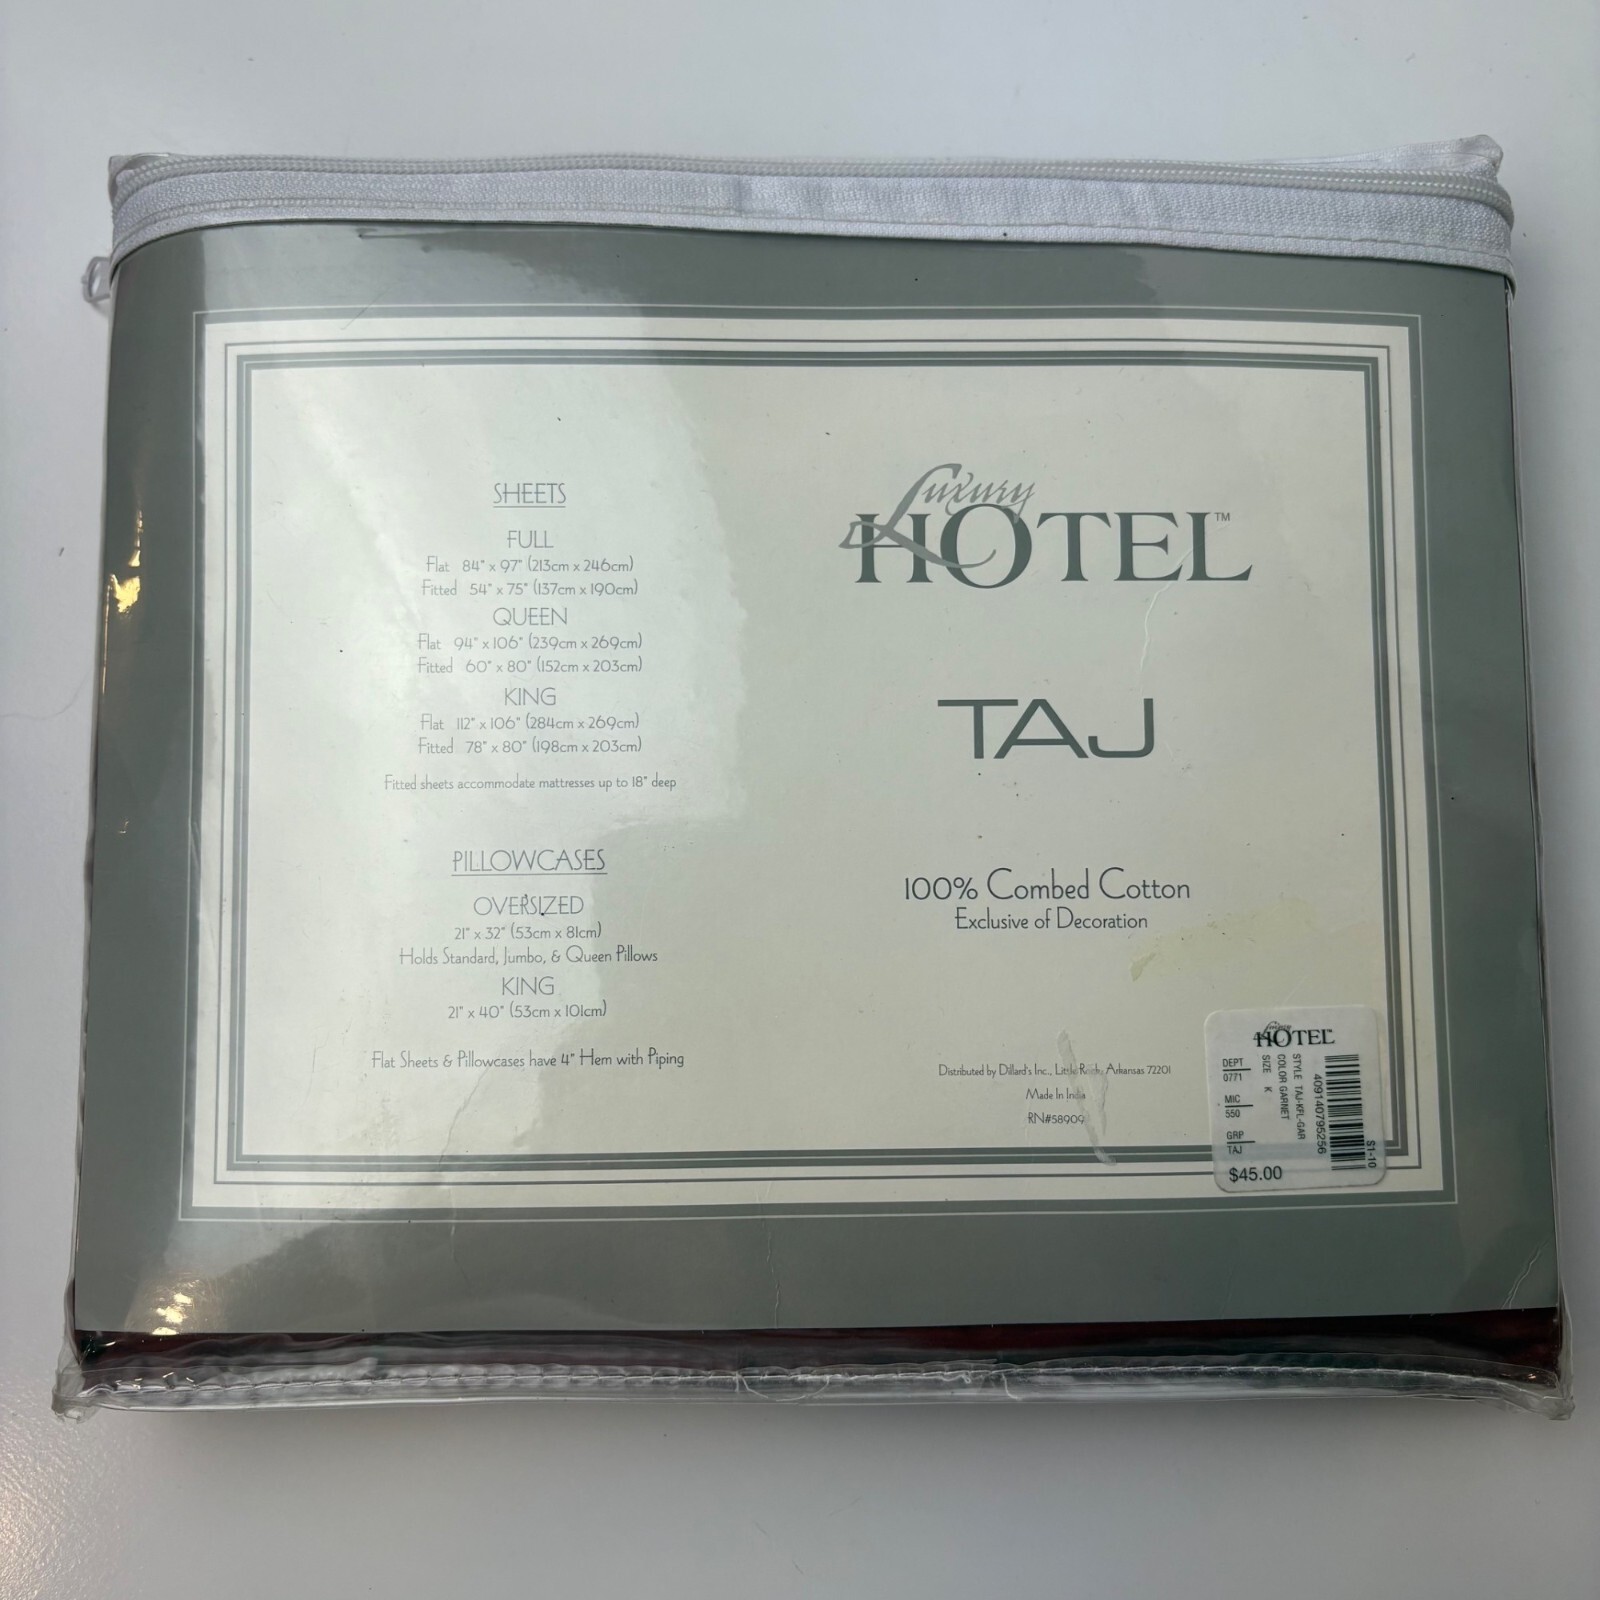 SHEETS
FULL
Flat 84" x 97" (213cm x 246cm)
Fitted 54" x 75" (137cm x 190cm)
QUEEN
Flat 94" x 106" (239cm x 269cm)
Fitted 60" x 80" (152cm x 203cm)
KING
Flat 112" x 106" (284cm x 269cm)
Fitted 78" x 80" (198cm x 203cm)
Fitted sheets accommodate mattresses up to 18" deep
PILLOWCASES
OVERSIZED
21" x 32" (53cm x 81cm)
Holds Standard, Jumbo, & Queen Pillows
KING
21" x 40" (53cm x 101cm)
Flat Sheets & Pillowcases have 4" Hem with Piping
Luxury
HOTEL™
TAJ
100% Combed Cotton
Exclusive of Decoration
Distributed by Dillard's Inc., Little Rock, Arkansas 72201
Made In India
RN#58909
Luxury
HOTEL™
DEPT
0771
MIC
550
GRP
TAJ
$45.00
SIZE K
COLOR GARNET
STYLE TAJ-KFL-GAR
409140795256
S1-10